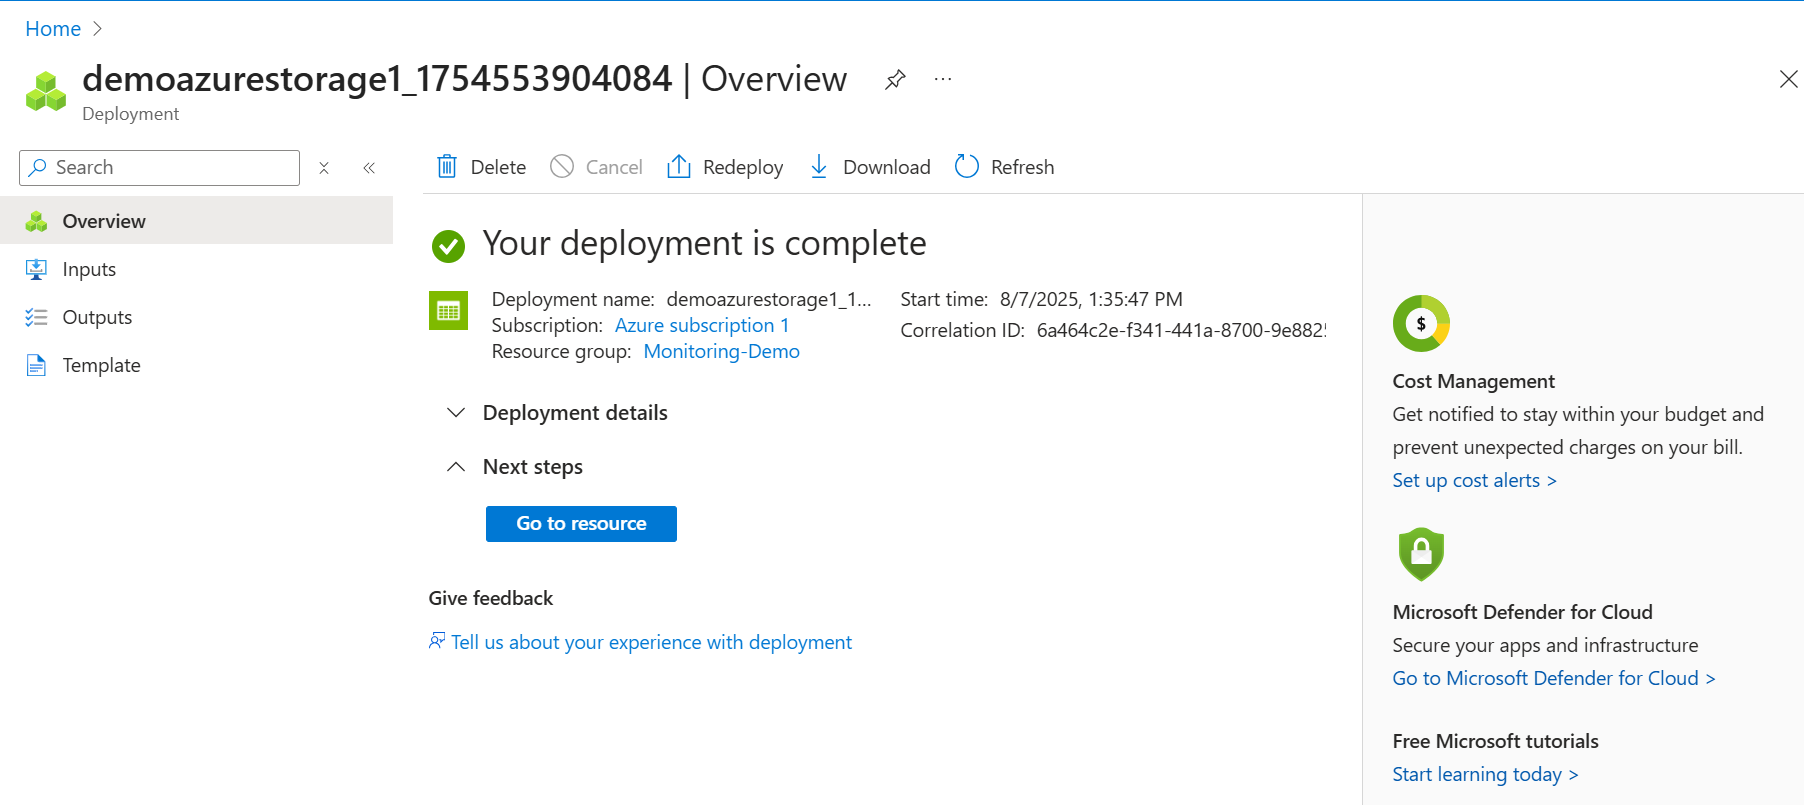 Home
demoazurestorage1_1754553904084 | Overview
Deployment
Search
Overview
Inputs
Outputs
Template
Delete
Cancel
Redeploy
Download
Refresh
Your deployment is complete
Deployment name: demoazurestorage1_1...
Subscription: Azure subscription 1
Resource group: Monitoring-Demo
Start time: 8/7/2025, 1:35:47 PM
Correlation ID: 6a464c2e-f341-441a-8700-9e882
Deployment details
Next steps
Go to resource
Give feedback
Tell us about your experience with deployment
$
Cost Management
Get notified to stay within your budget and
prevent unexpected charges on your bill.
Set up cost alerts >
Microsoft Defender for Cloud
Secure your apps and infrastructure
Go to Microsoft Defender for Cloud >
Free Microsoft tutorials
Start learning today >